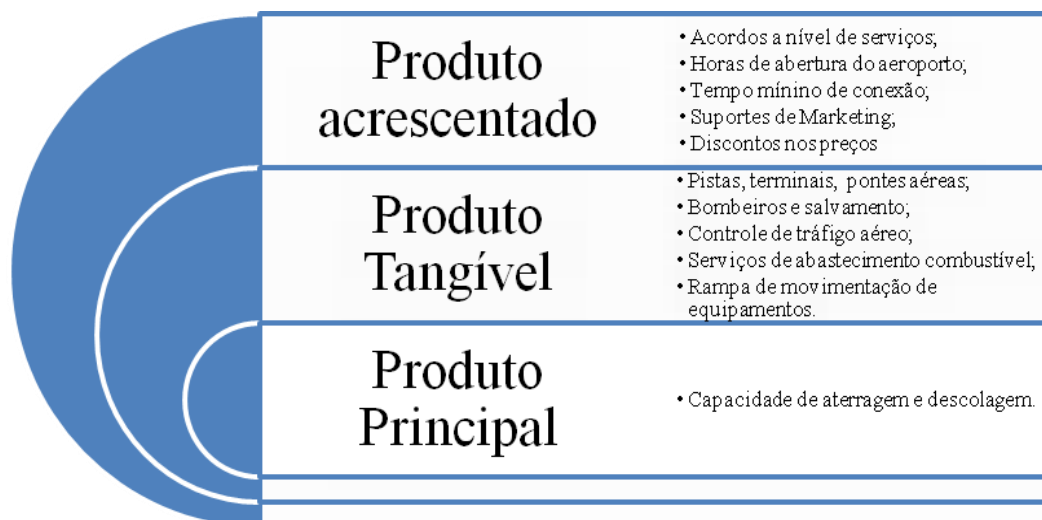 Produto
acrescentado
• Acordos a nível de serviços;
• Horas de abertura do aeroporto;
• Tempo mínino de conexão;
• Suportes de Marketing;
• Discontos nos preços
Produto
Tangível
• Pistas, terminais, pontes aéreas;
• Bombeiros e salvamento;
• Controle de tráfigo aéreo;
• Serviços de abastecimento combustível;
• Rampa de movimentação de
equipamentos.
Produto
Principal
• Capacidade de aterragem e descolagem.